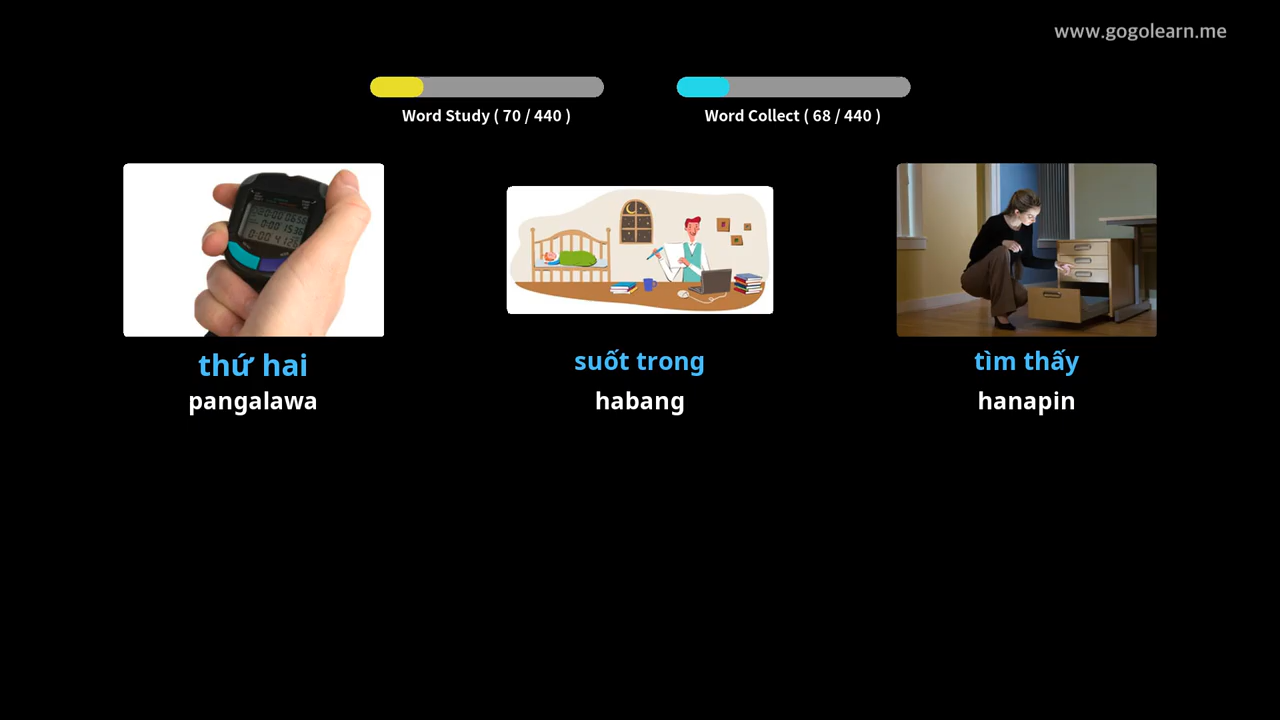 www.gogolearn.me
Word Study ( 70 / 440 )
Word Collect ( 68 / 440 )
thứ hai
pangalawa
suốt trong
habang
tìm thấy
hanapin